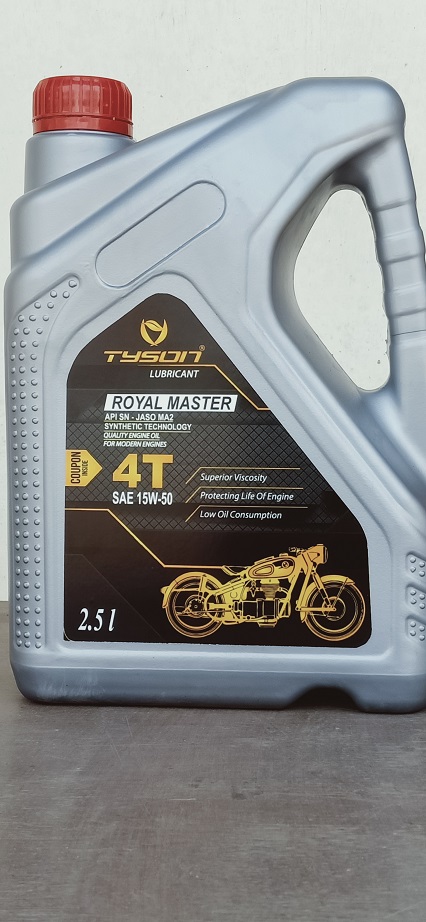 TYSON®
LUBRICANT
ROYAL MASTER
API SN - JASO MA2
SYNTHETIC TECHNOLOGY
QUALITY ENGINE OIL
FOR MODERN ENGINES
COUPON
INSIDE
4T
SAE 15W-50
Superior Viscosity
Protecting Life Of Engine
Low Oil Consumption
2.5 l